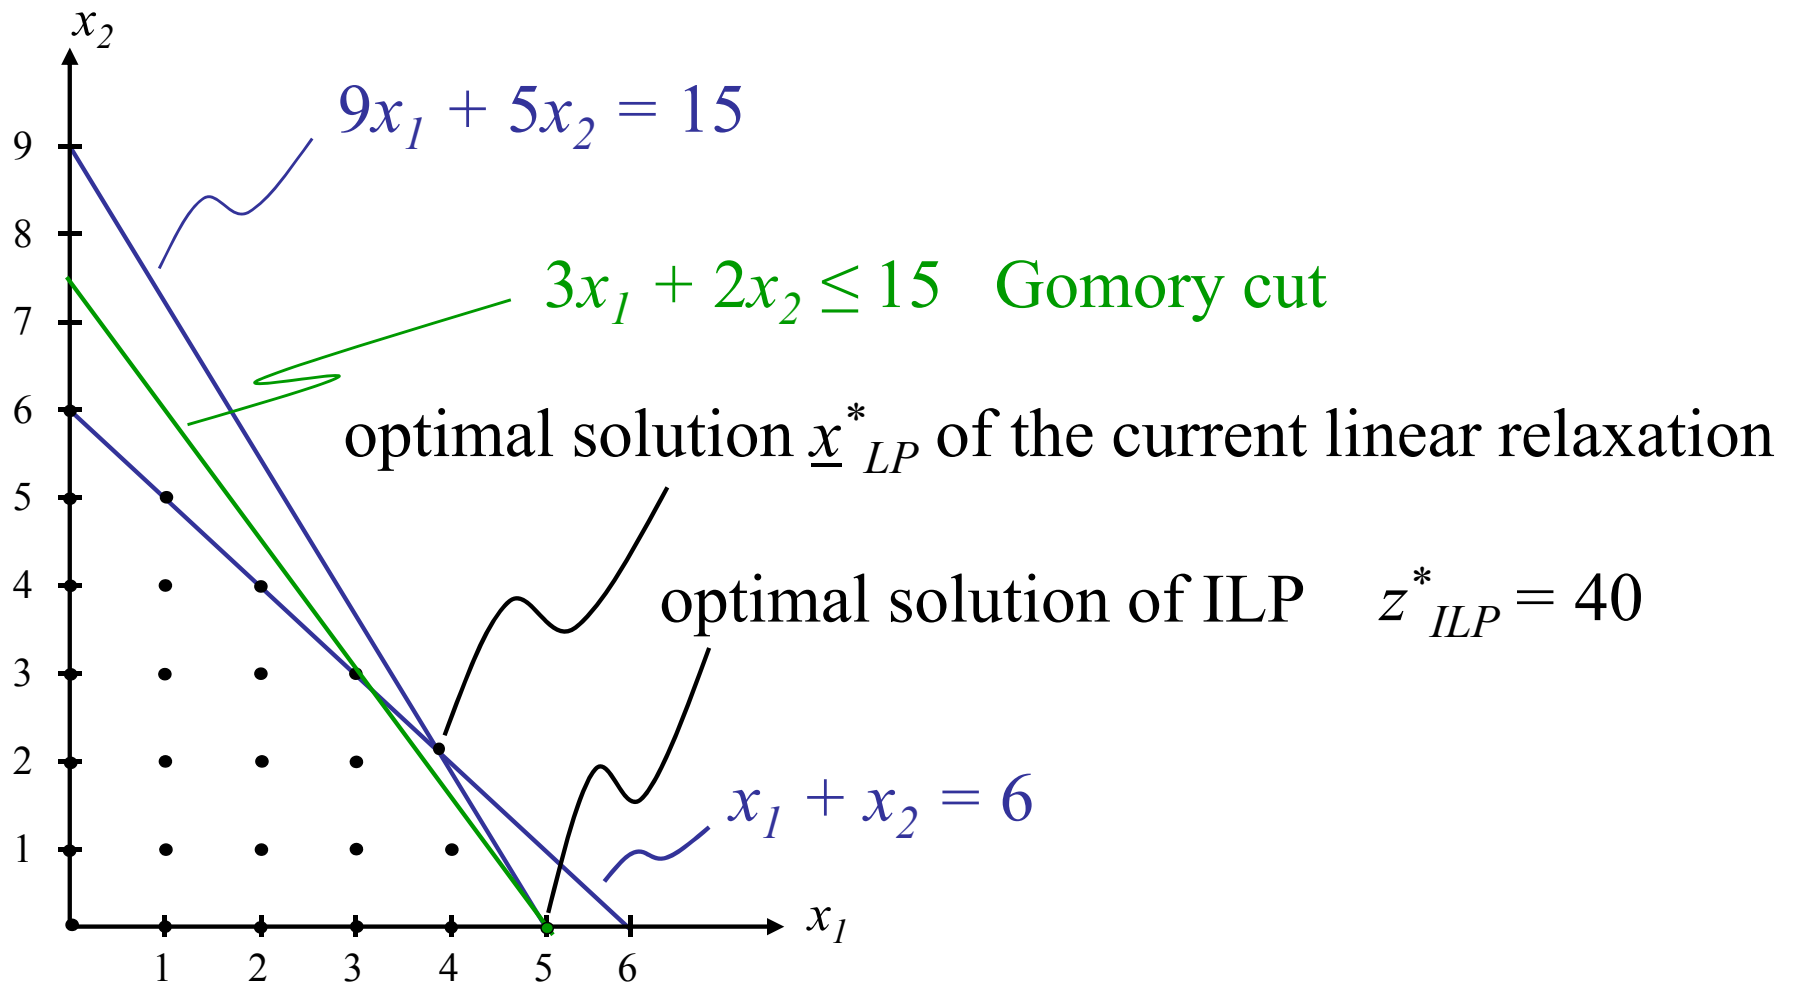 x2
9x1 + 5x2 = 15
9
8
3x1 + 2x2 ≤ 15 Gomory cut
7
6
optimal solution x*LP of the current linear relaxation
5
4
optimal solution of ILP z*ILP = 40
3
2
x1 + x2 = 6
1
x1
1 2 3 4 5 6